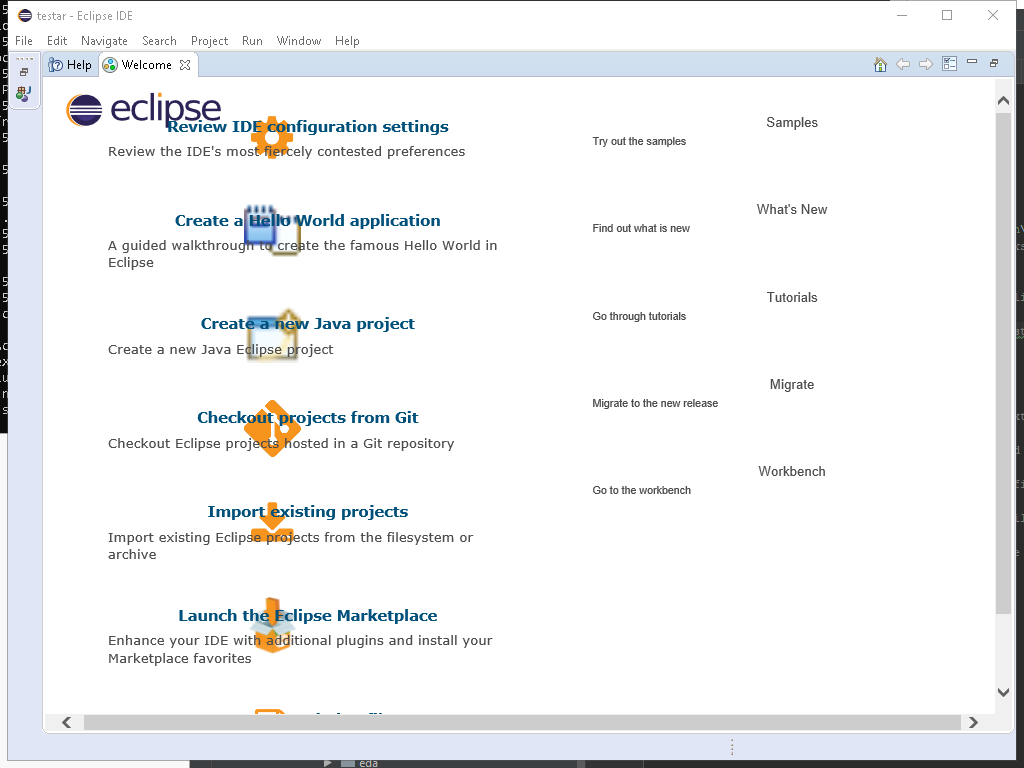 testar - Eclipse IDE
File Edit Navigate Search Project Run Window Help
Help Welcome
eclipse
Review IDE configuration settings
Review the IDE's most fiercely contested preferences
Create a Hello World application
A guided walkthrough to create the famous Hello World in
Eclipse
Create a new Java project
Create a new Java Eclipse project
Checkout projects from Git
Checkout Eclipse projects hosted in a Git repository
Import existing projects
Import existing Eclipse projects from the filesystem or
archive
Launch the Eclipse Marketplace
Enhance your IDE with additional plugins and install your
Marketplace favorites
Samples
Try out the samples
What's New
Find out what is new
Tutorials
Go through tutorials
Migrate
Migrate to the new release
Workbench
Go to the workbench
eda